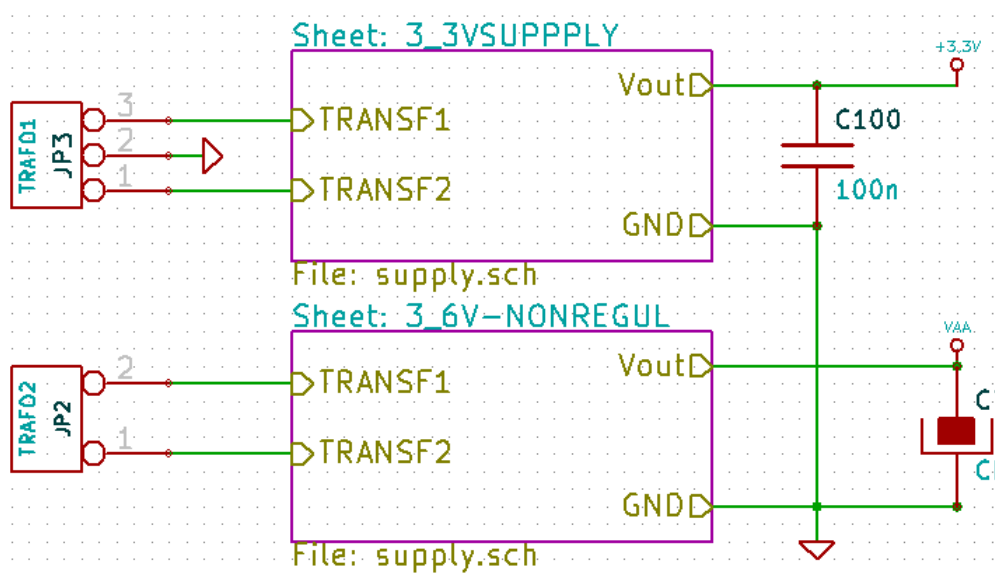 Sheet: 3_3VSUPPPLY
+3,3V
Vout
TRAFO1
JP3
3
2
1
TRANSF1
TRANSF2
C100
100n
GND
File: supply.sch
Sheet: 3_6V-NONREGUL
VAA
Vout
TRAFO2
JP2
2
1
TRANSF1
TRANSF2
GND
File: supply.sch